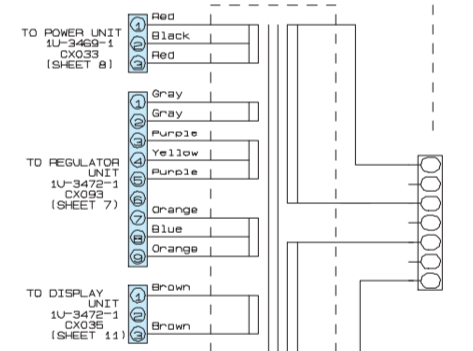 TO POWER UNIT
1U-3469-1
CX033
(SHEET 8)
1 Red
2 Black
3 Red
TO REGULATOR
UNIT
1U-3472-1
CX093
(SHEET 7)
1 Gray
2 Gray
3 Purple
4 Yellow
5 Purple
6
7 Orange
8 Blue
9 Orange
TO DISPLAY
UNIT
1U-3472-1
CX035
(SHEET 11)
1 Brown
2
3 Brown